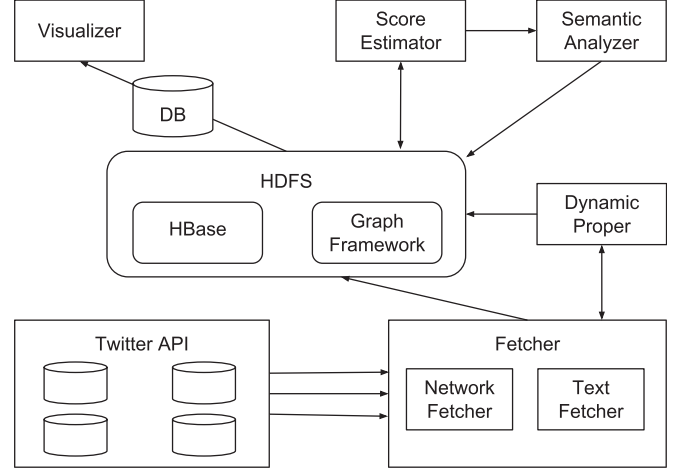 Visualizer
Score
Estimator
Semantic
Analyzer
DB
HDFS
HBase
Graph
Framework
Dynamic
Proper
Twitter API
Fetcher
Network
Fetcher
Text
Fetcher